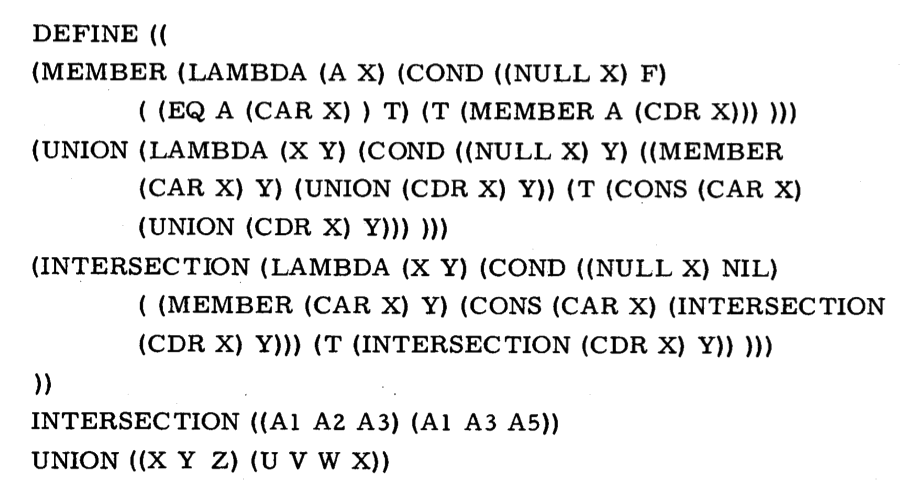 DEFINE ((
(MEMBER (LAMBDA (A X) (COND ((NULL X) F)
( (EQ A (CAR X) ) T) (T (MEMBER A (CDR X))) )))
(UNION (LAMBDA (X Y) (COND ((NULL X) Y) ((MEMBER
(CAR X) Y) (UNION (CDR X) Y)) (T (CONS (CAR X)
(UNION (CDR X) Y))) )))
(INTERSECTION (LAMBDA (X Y) (COND ((NULL X) NIL)
( (MEMBER (CAR X) Y) (CONS (CAR X) (INTERSECTION
(CDR X) Y))) (T (INTERSECTION (CDR X) Y)) )))
))
INTERSECTION ((A1 A2 A3) (A1 A3 A5))
UNION ((X Y Z) (U V W X))